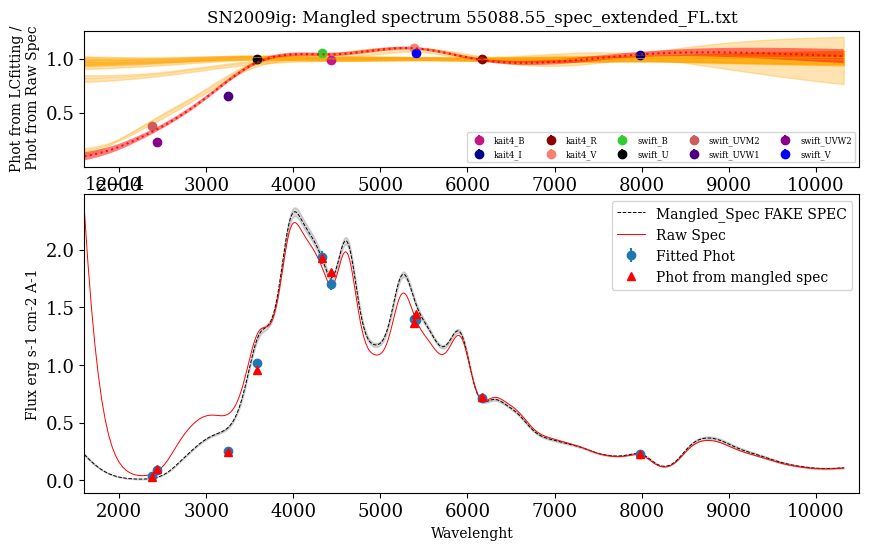 SN2009ig: Mangled spectrum 55088.55_spec_extended_FL.txt
Phot from LCfitting /
Phot from Raw Spec
1.0
0.5
kait4_B
kait4_R
swift_B
swift_UVM2
swift_UVW2
kait4_I
kait4_V
swift_U
swift_UVW1
swift_V
2000 3000 4000 5000 6000 7000 8000 9000 10000
1e−14
Flux erg s-1 cm-2 A-1
2.0
1.5
1.0
0.5
0.0
Mangled_Spec FAKE SPEC
Raw Spec
Fitted Phot
Phot from mangled spec
2000 3000 4000 5000 6000 7000 8000 9000 10000
Wavelenght